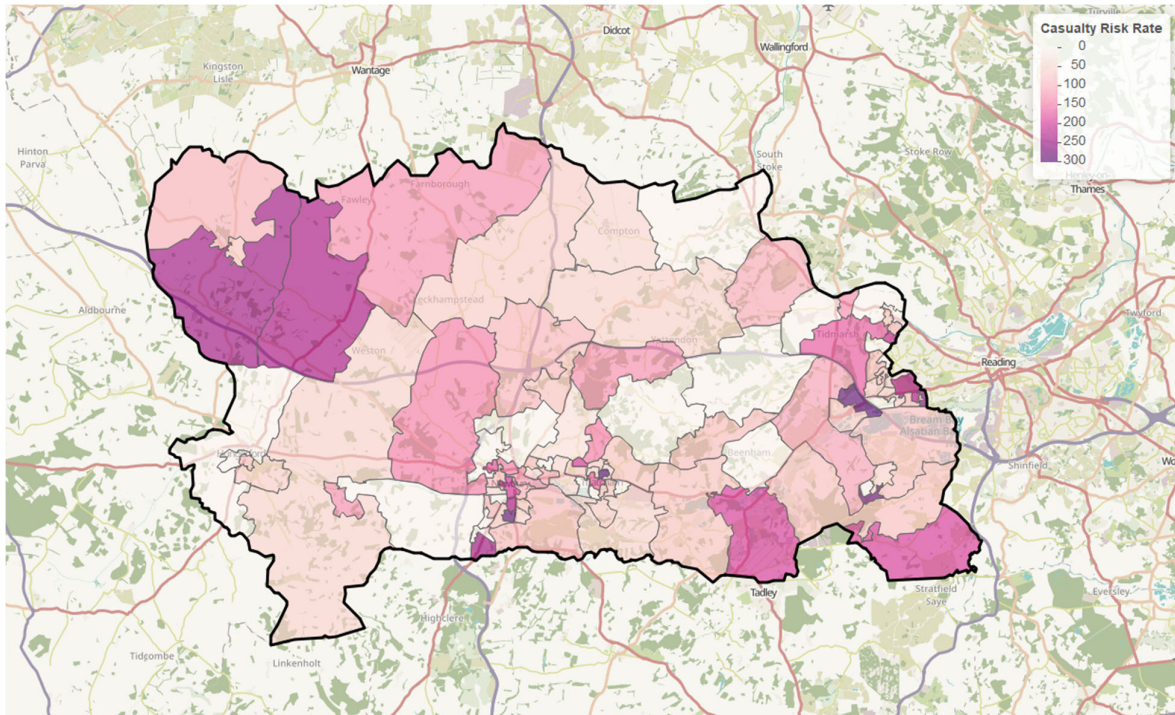 Turville
Casualty Risk Rate
- 0
- 50
- 100
- 150
- 200
- 250
- 300
Didcot
Wallingford
Kingston
Lisle
Wantage
Hinton
Parva
South
Stoke
Stoke Row
Thames
Farnborough
Fawley
Compton
Aldbourne
Twyford
Tidmarsh
Reading
Weston
Alsatian
Beenham
Shinfield
Tadley
Stratfield
Saye
Eversley
Highclere
Tidcombe
Linkenholt